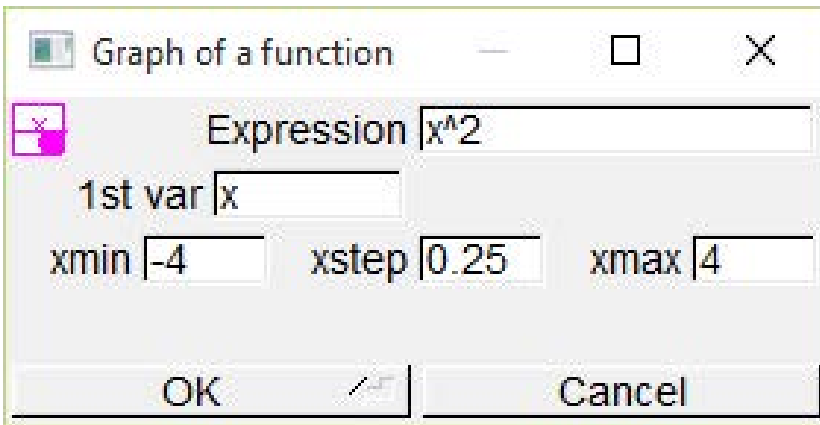 Graph of a function
Expression x^2
1st var x
xmin -4 xstep 0.25 xmax 4
OK Cancel